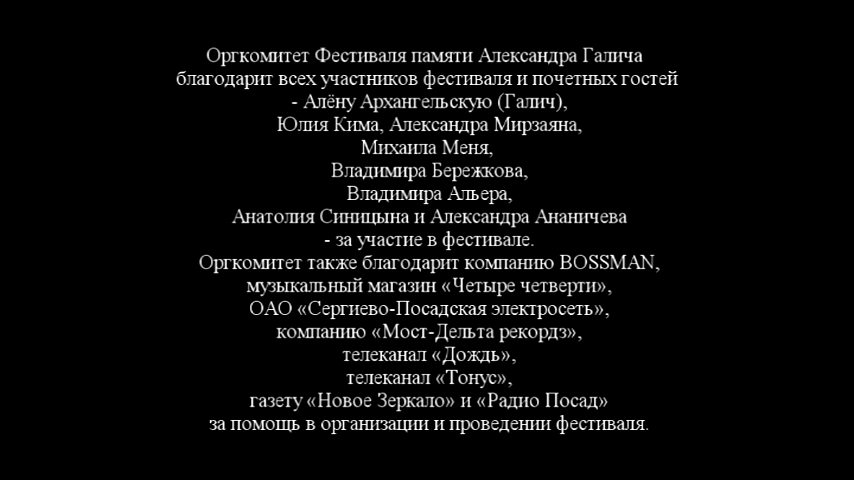 Оргкомитет Фестиваля памяти Александра Галича
благодарит всех участников фестиваля и почетных гостей
- Алёну Архангельскую (Галич),
Юлия Кима, Александра Мирзаяна,
Михаила Меня,
Владимира Бережкова,
Владимира Альера,
Анатолия Синицына и Александра Ананичева
- за участие в фестивале.
Оргкомитет также благодарит компанию BOSSMAN,
музыкальный магазин «Четыре четверти»,
ОАО «Сергиево-Посадская электросеть»,
компанию «Мост-Дельта рекордз»,
телеканал «Дождь»,
телеканал «Тонус»,
газету «Новое Зеркало» и «Радио Посад»
за помощь в организации и проведении фестиваля.